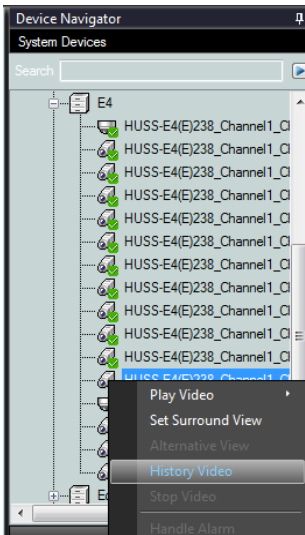 Device Navigator
System Devices
Search
E4
HUSS-E4(E)238_Channel1_Cl
HUSS-E4(E)238_Channel1_Cl
HUSS-E4(E)238_Channel1_Cl
HUSS-E4(E)238_Channel1_Cl
HUSS-E4(E)238_Channel1_Cl
HUSS-E4(E)238_Channel1_Cl
HUSS-E4(E)238_Channel1_Cl
HUSS-E4(E)238_Channel1_Cl
HUSS-E4(E)238_Channel1_Cl
HUSS-E4(E)238_Channel1_Cl
HUSS-E4(E)238_Channel1_Cl
HUSS-E4(E)238_Channel1_Cl
Play Video
Set Surround View
Alternative View
History Video
Stop Video
Handle Alarm